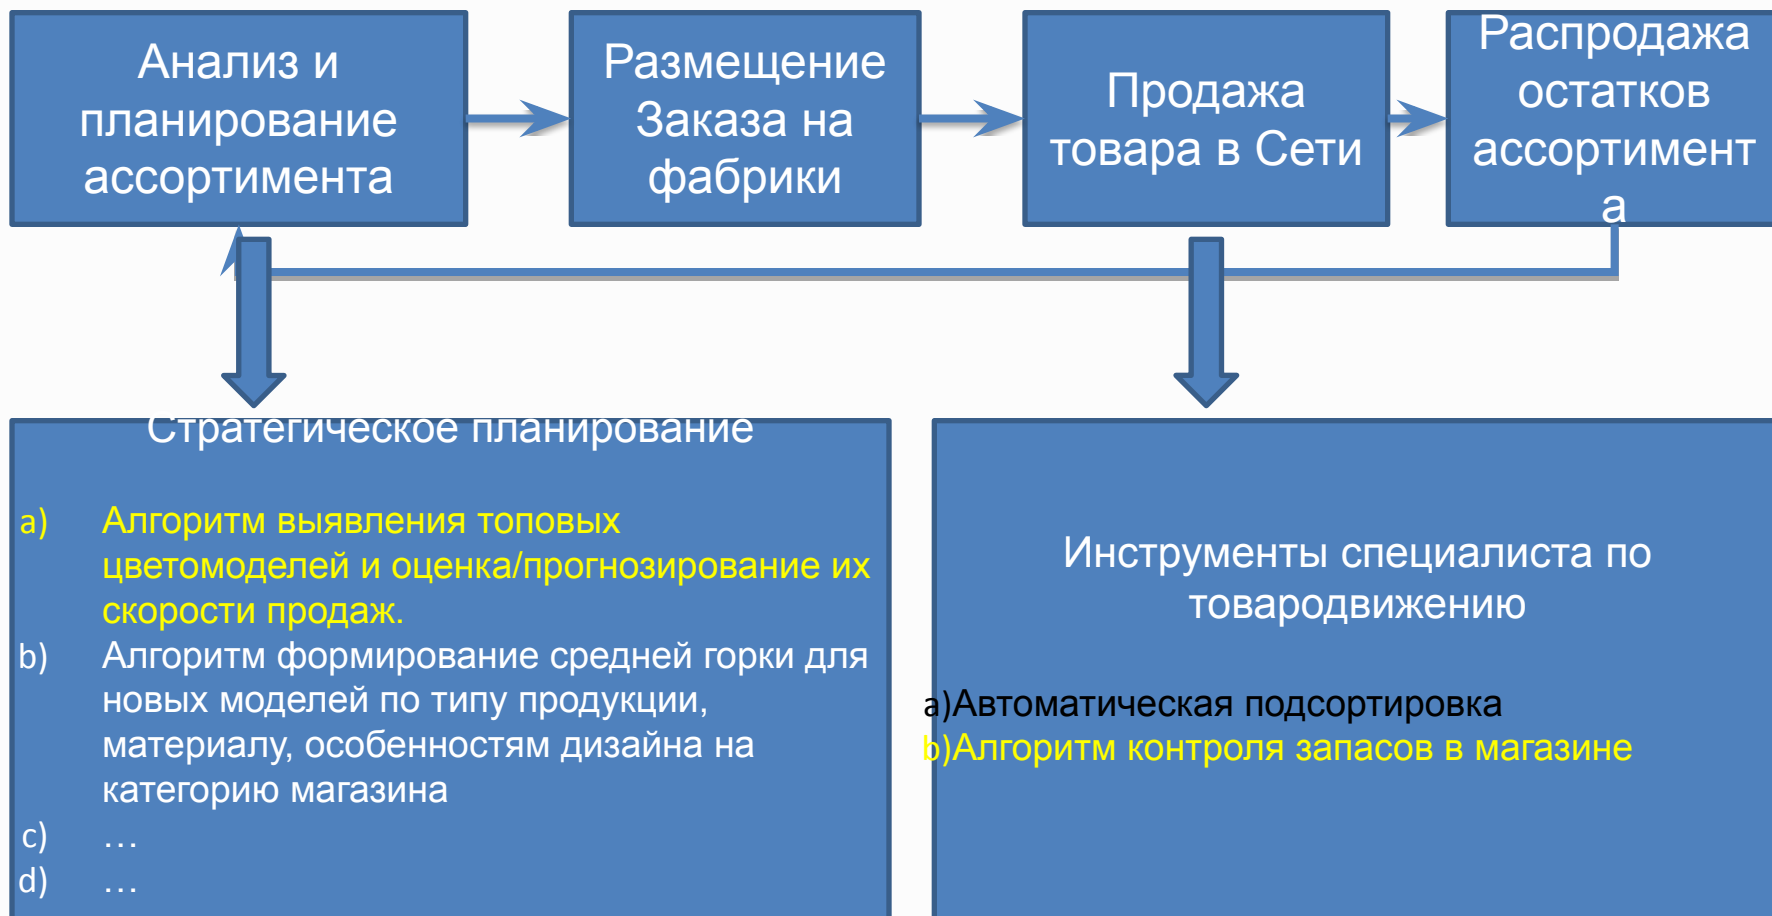 Анализ и
планирование
ассортимента
Размещение
Заказа на
фабрики
Продажа
товара в Сети
Распродажа
остатков
ассортимент
а
Стратегическое планирование
a) Алгоритм выявления топовых
цветомоделей и оценка/прогнозирование их
скорости продаж.
b) Алгоритм формирование средней горки для
новых моделей по типу продукции,
материалу, особенностям дизайна на
категорию магазина
c) …
d) …
Инструменты специалиста по
товародвижению
a)Автоматическая подсортировка
b)Алгоритм контроля запасов в магазине